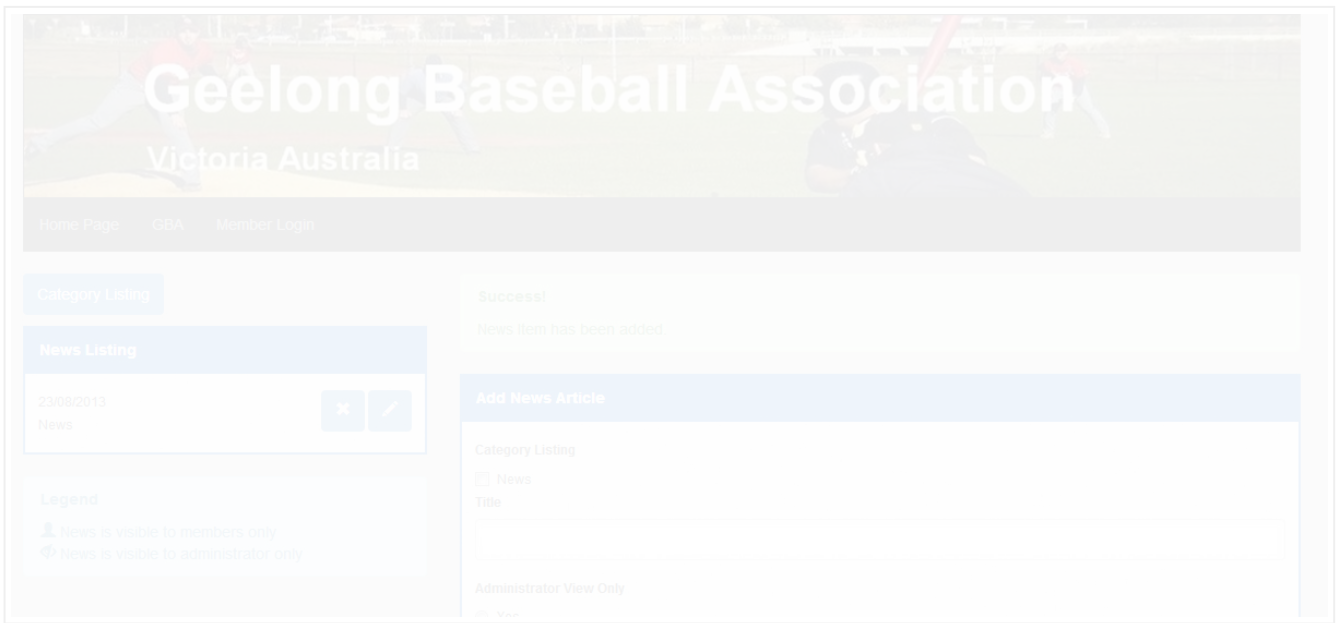 Geelong Baseball Association
Victoria Australia
Home Page GBA Member Login
Category Listing
News Listing
23/08/2013
News
Legend
News is visible to members only
News is visible to administrator only
Success!
News item has been added
Add News Article
Category Listing
News
Title
Administrator View Only
Yes